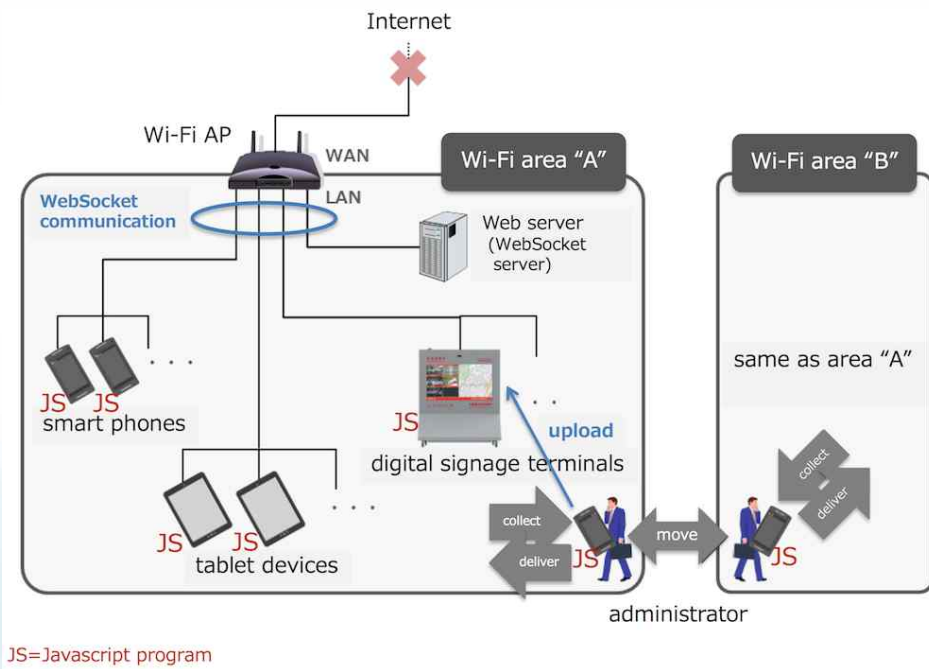 Internet
Wi-Fi AP
WAN
LAN
Wi-Fi area “A”
Wi-Fi area “B”
WebSocket
communication
Web server
(WebSocket
server)
same as area “A”
JS
JS
smart phones
JS
upload
digital signage terminals
JS
JS
tablet devices
collect
deliver
JS
move
JS
collect
deliver
administrator
JS=Javascript program